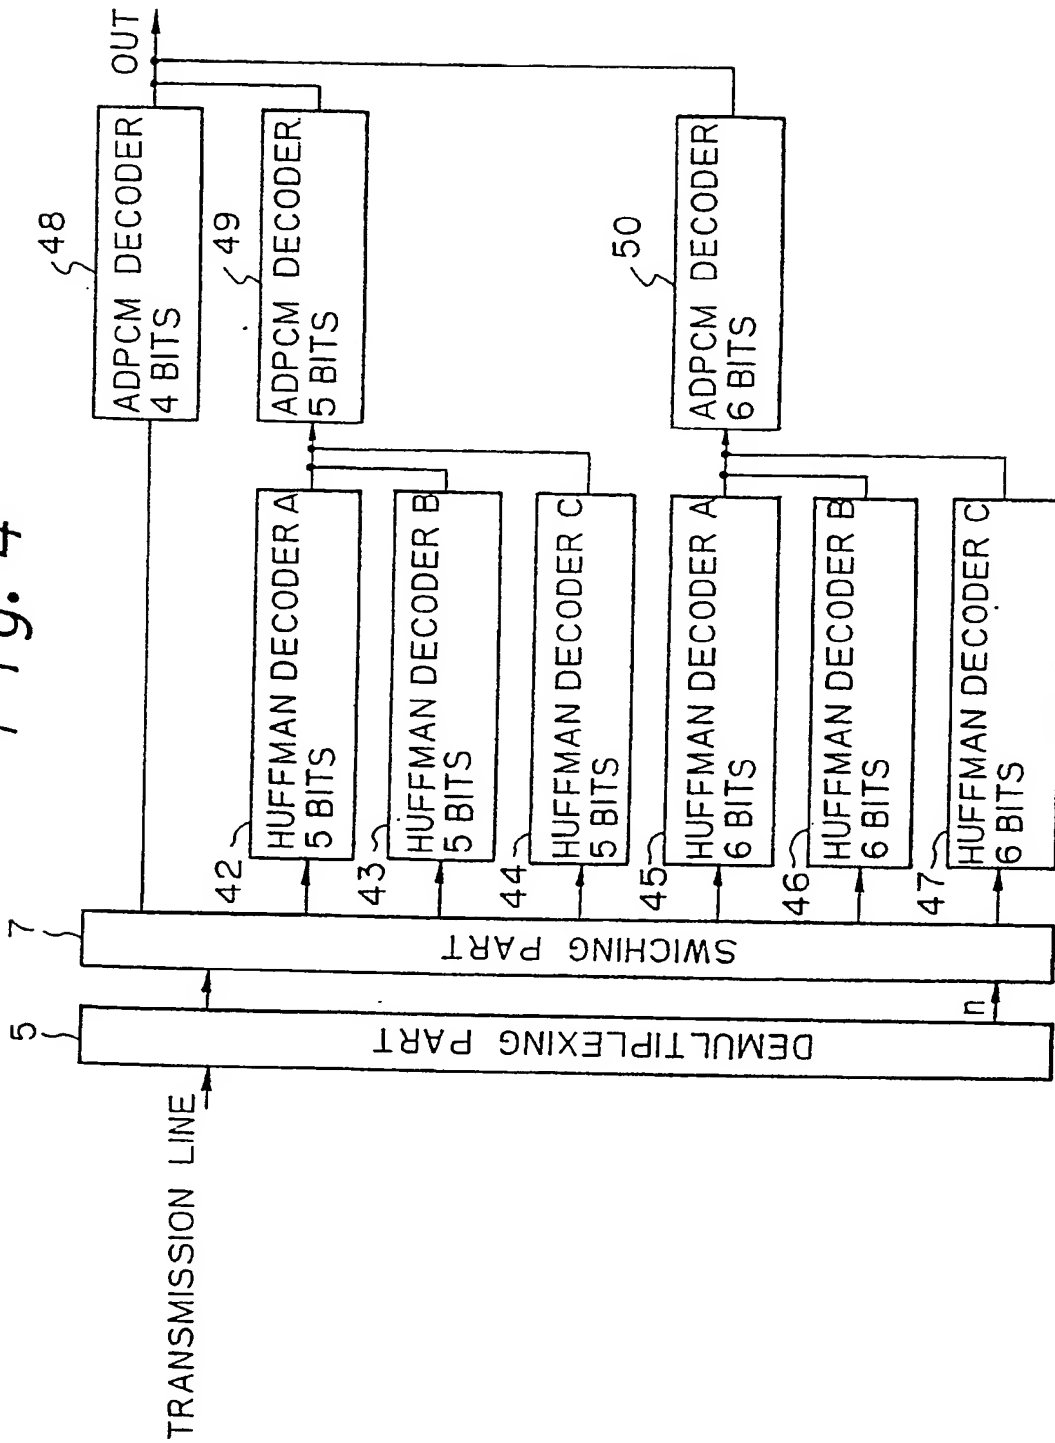 Fig. 4
TRANSMISSION LINE
5
DEMULTIPLEXING PART
n
7
SWICHING PART
42
HUFFMAN DECODER A
5 BITS
43
HUFFMAN DECODER B
5 BITS
44
HUFFMAN DECODER C
5 BITS
45
HUFFMAN DECODER A
6 BITS
46
HUFFMAN DECODER B
6 BITS
47
HUFFMAN DECODER C
6 BITS
48
ADPCM DECODER
4 BITS
49
ADPCM DECODER
5 BITS
50
ADPCM DECODER
6 BITS
OUT